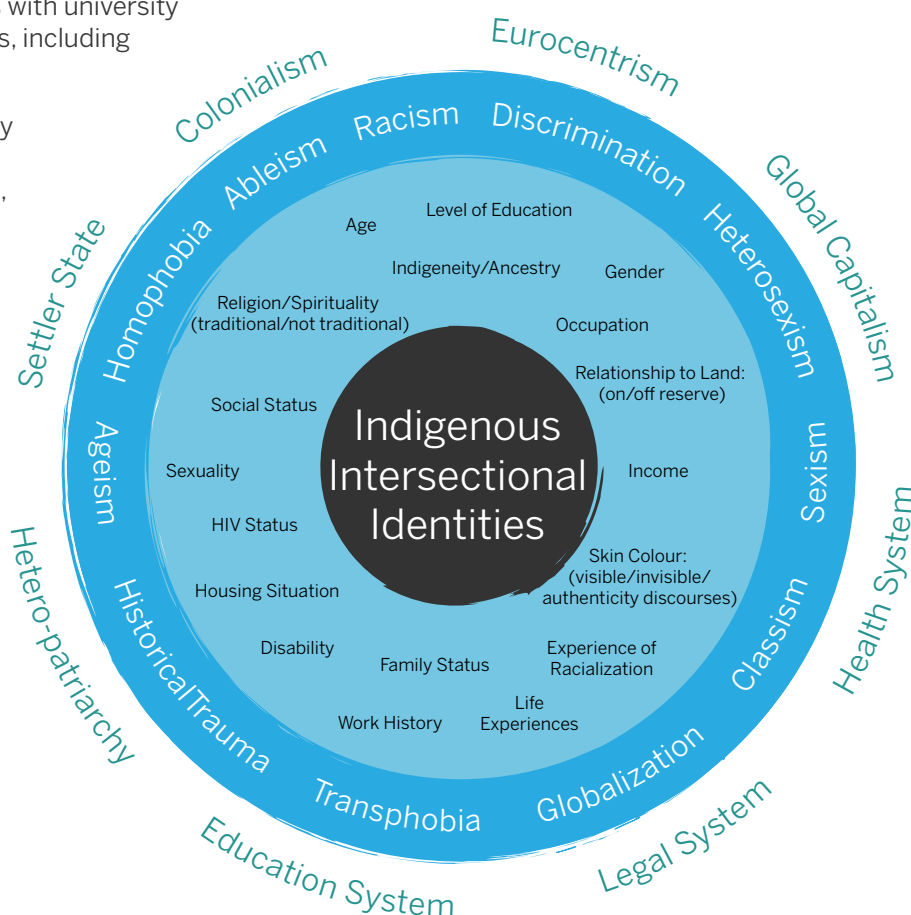 s with university
s, including
y
,
Colonialism
Eurocentrism
Global Capitalism
Health System
Legal System
Education System
Hetero-patriarchy
Settler State
Racism
Discrimination
Heterosexism
Sexism
Classism
Globalization
Transphobia
HistoricalTrauma
Ageism
Homophobia
Ableism
Age
Level of Education
Indigeneity/Ancestry
Gender
Religion/Spirituality
(traditional/not traditional)
Occupation
Relationship to Land:
(on/off reserve)
Social Status
Sexuality
Income
HIV Status
Skin Colour:
(visible/invisible/
authenticity discourses)
Housing Situation
Disability
Family Status
Experience of
Racialization
Work History
Life
Experiences
Indigenous
Intersectional
Identities